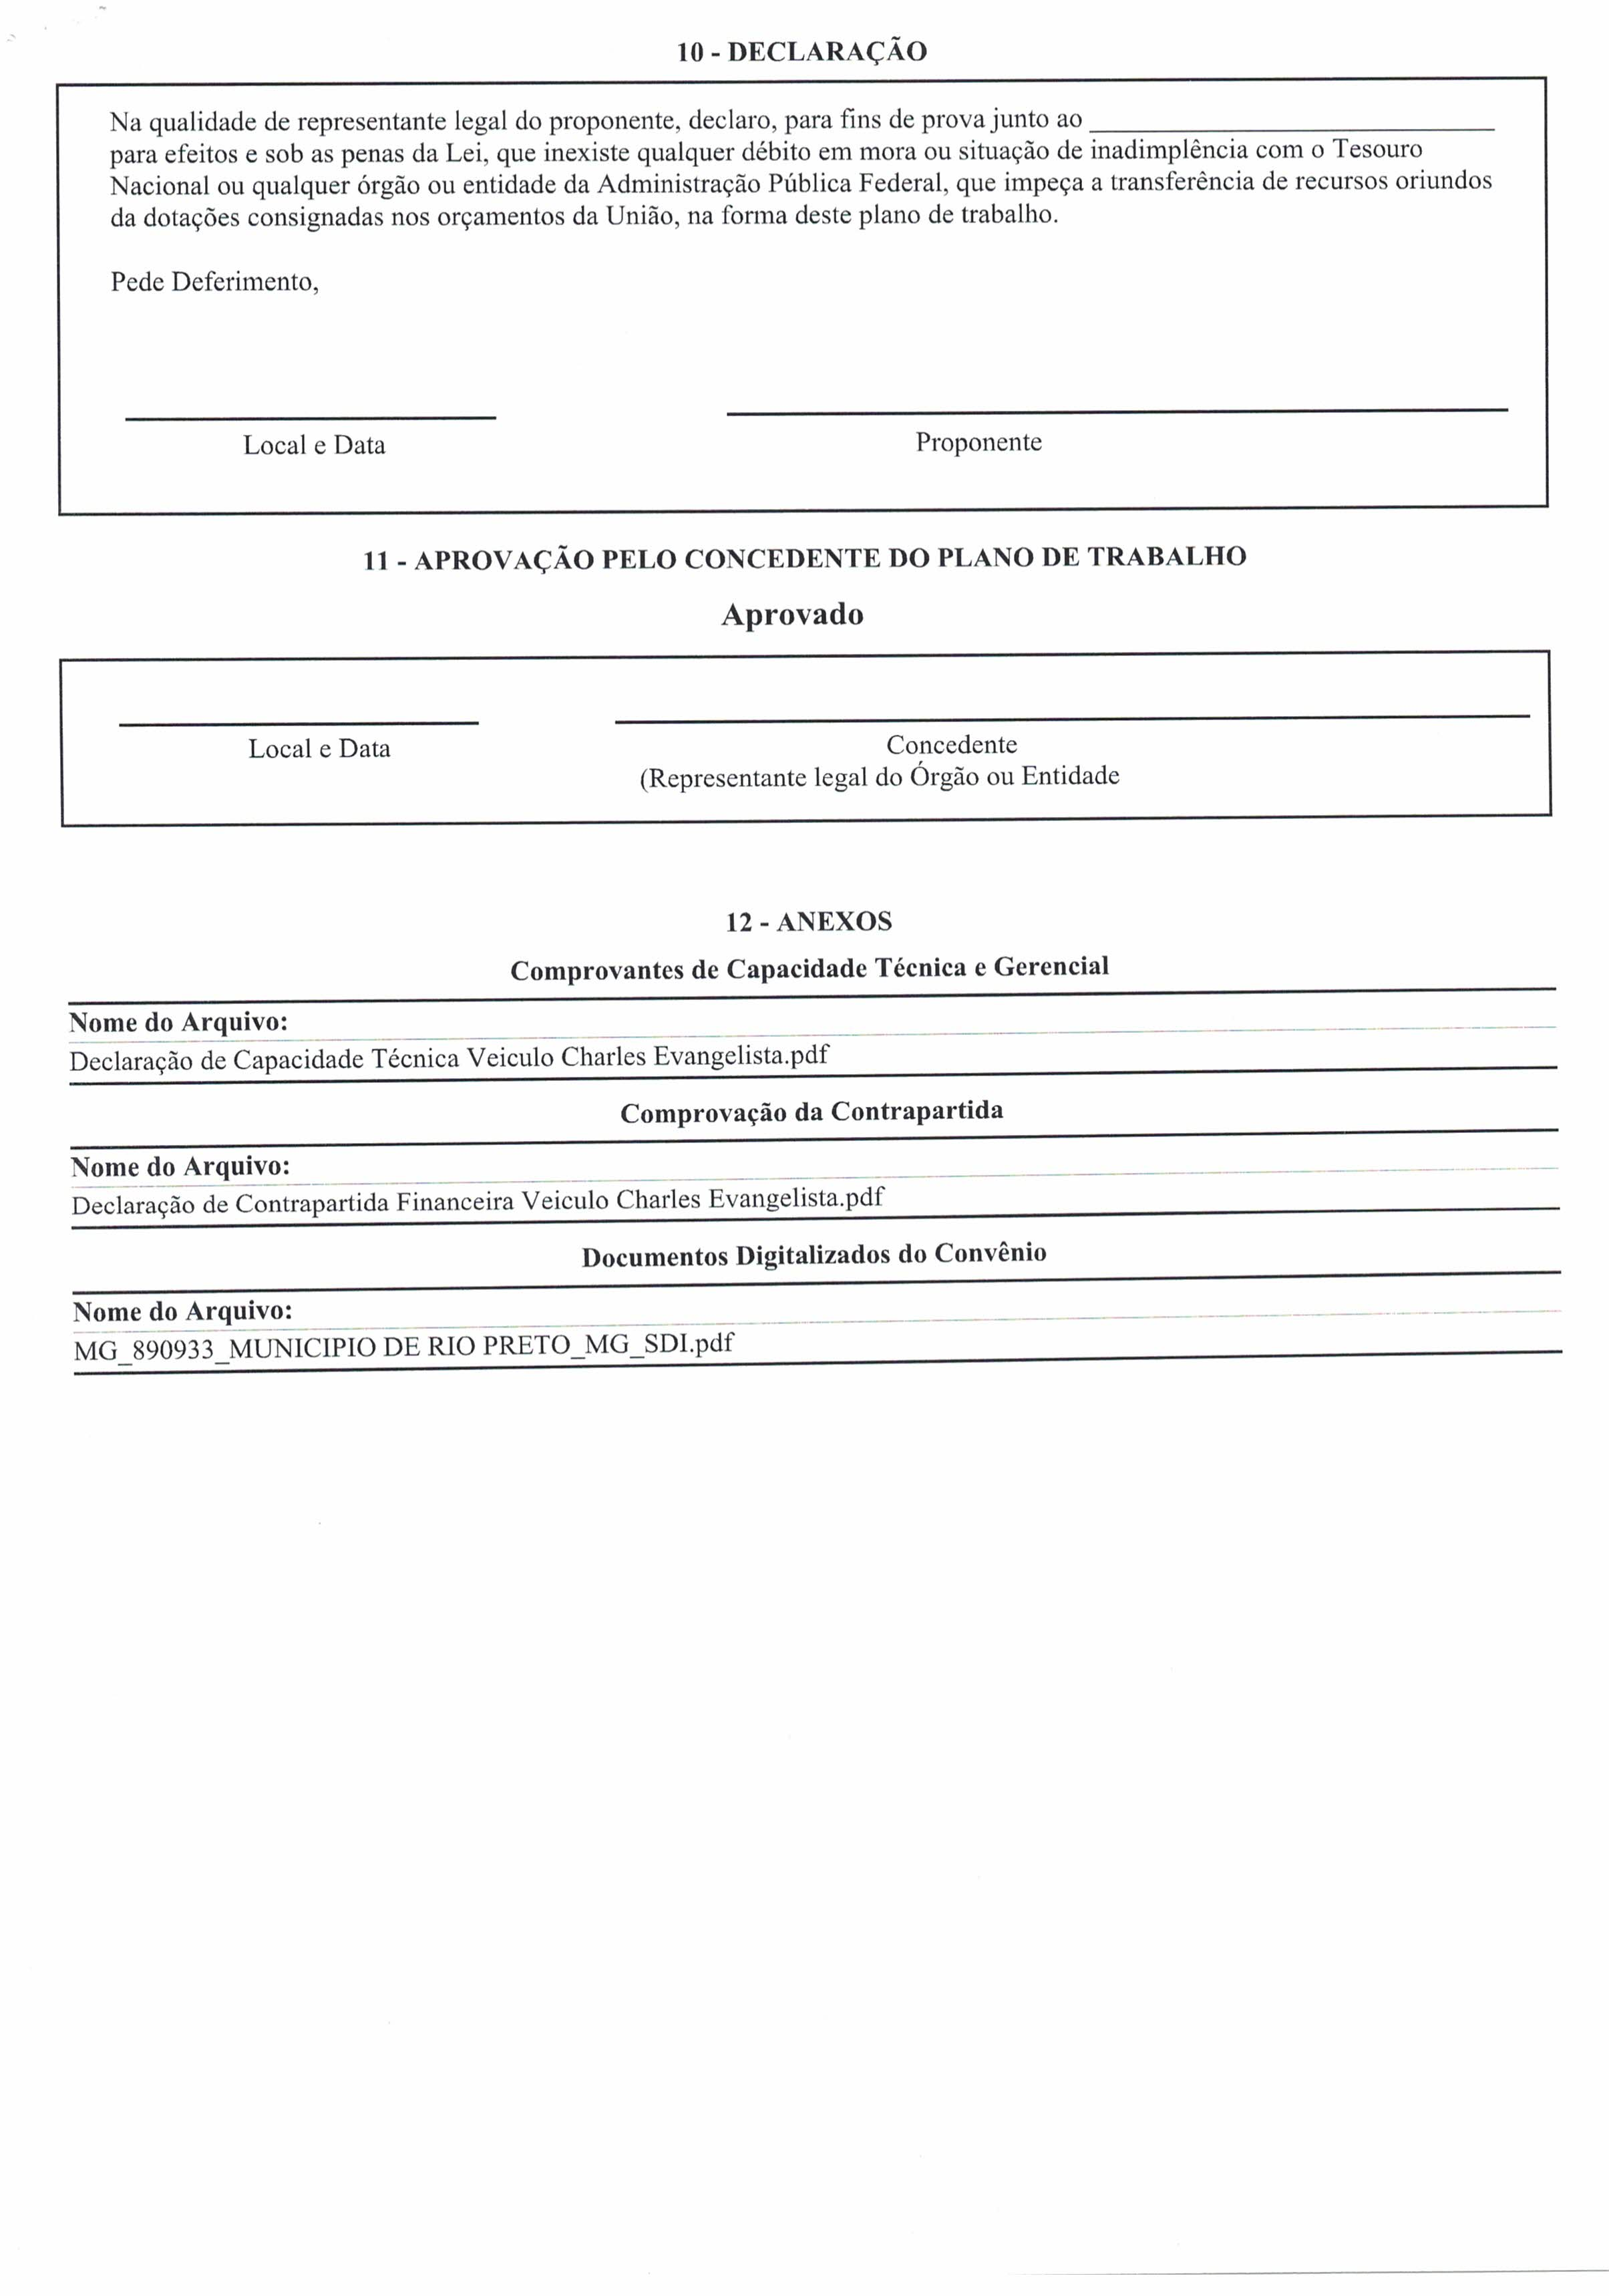 10 - DECLARAÇÃO
Na qualidade de representante legal do proponente, declaro, para fins de prova junto ao ____________________________
para efeitos e sob as penas da Lei, que inexiste qualquer débito em mora ou situação de inadimplência com o Tesouro
Nacional ou qualquer órgão ou entidade da Administração Pública Federal, que impeça a transferência de recursos oriundos
da dotações consignadas nos orçamentos da União, na forma deste plano de trabalho.
Pede Deferimento,
Local e Data
Proponente
11 - APROVAÇÃO PELO CONCEDENTE DO PLANO DE TRABALHO
Aprovado
Local e Data
Concedente
(Representante legal do Órgão ou Entidade
12 - ANEXOS
Comprovantes de Capacidade Técnica e Gerencial
Nome do Arquivo:
Declaração de Capacidade Técnica Veiculo Charles Evangelista.pdf
Comprovação da Contrapartida
Nome do Arquivo:
Declaração de Contrapartida Financeira Veiculo Charles Evangelista.pdf
Documentos Digitalizados do Convênio
Nome do Arquivo:
MG_890933_MUNICIPIO DE RIO PRETO_MG_SDI.pdf